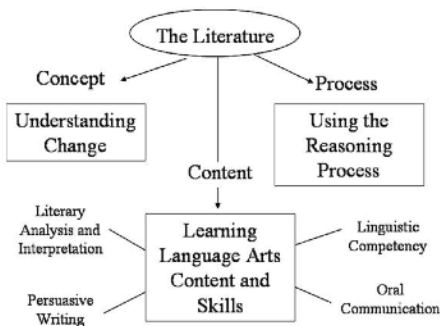 The Literature
Concept
Process
Understanding
Change
Using the
Reasoning
Process
Content
Literary
Analysis and
Interpretation
Learning
Language Arts
Content and
Skills
Linguistic
Competency
Persuasive
Writing
Oral
Communication